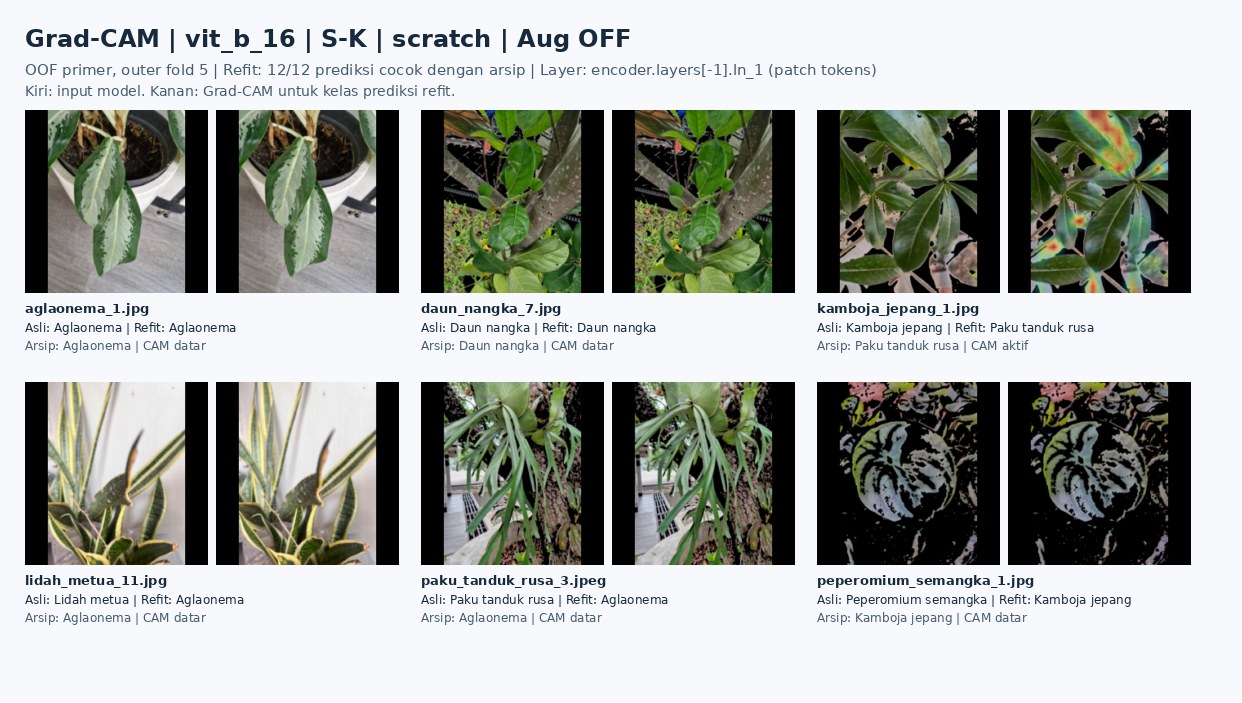 Grad-CAM | vit_b_16 | S-K | scratch | Aug OFF
OOF primer, outer fold 5 | Refit: 12/12 prediksi cocok dengan arsip | Layer: encoder.layers[-1].ln_1 (patch tokens)
Kiri: input model. Kanan: Grad-CAM untuk kelas prediksi refit.
aglaonema_1.jpg
Asli: Aglaonema | Refit: Aglaonema
Arsip: Aglaonema | CAM datar
daun_nangka_7.jpg
Asli: Daun nangka | Refit: Daun nangka
Arsip: Daun nangka | CAM datar
kamboja_jepang_1.jpg
Asli: Kamboja jepang | Refit: Paku tanduk rusa
Arsip: Paku tanduk rusa | CAM aktif
lidah_metua_11.jpg
Asli: Lidah metua | Refit: Aglaonema
Arsip: Aglaonema | CAM datar
paku_tanduk_rusa_3.jpeg
Asli: Paku tanduk rusa | Refit: Aglaonema
Arsip: Aglaonema | CAM datar
peperomium_semangka_1.jpg
Asli: Peperomium semangka | Refit: Kamboja jepang
Arsip: Kamboja jepang | CAM datar